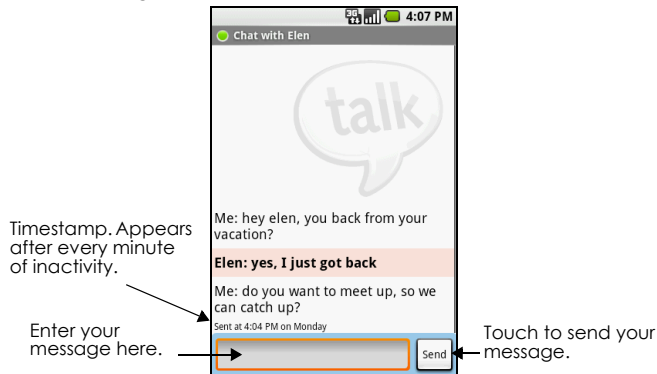 3G 4:07 PM
Chat with Elen
talk
Me: hey elen, you back from your
vacation?
Elen: yes, I just got back
Me: do you want to meet up, so we
can catch up?
Sent at 4:04 PM on Monday
Send
Timestamp. Appears
after every minute
of inactivity.
Enter your
message here.
Touch to send your
message.